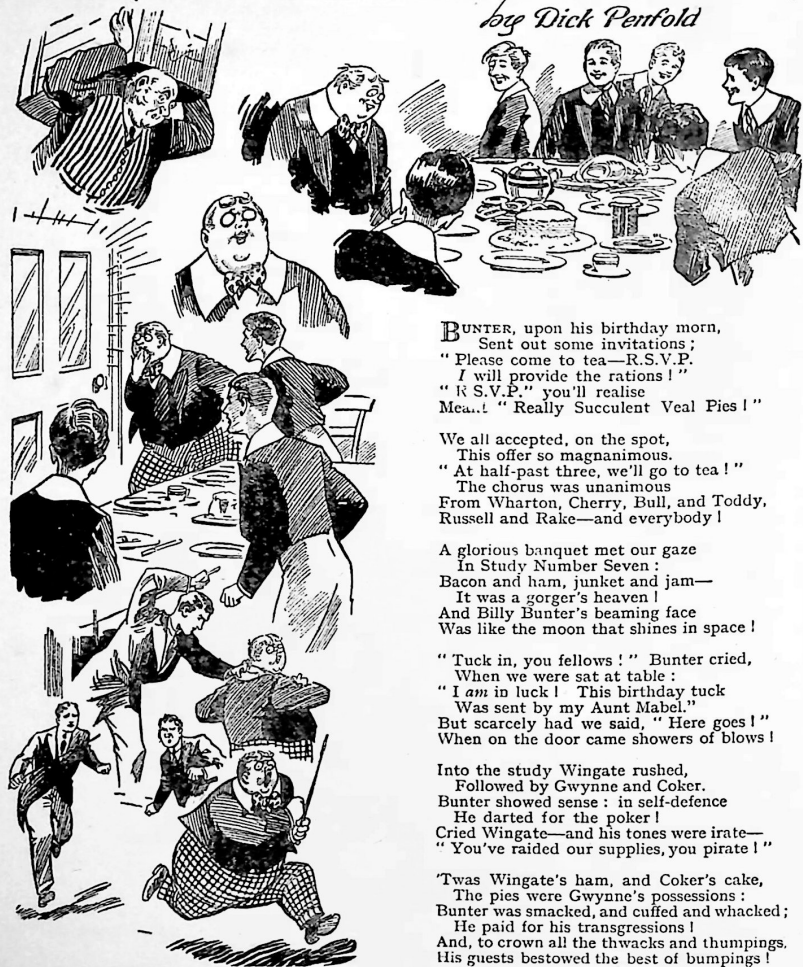 by Dick Penfold
BUNTER, upon his birthday morn,
Sent out some invitations ;
" Please come to tea—R.S.V.P.
I will provide the rations ! "
" R S.V.P." you'll realise
Meant " Really Succulent Veal Pies ! "
We all accepted, on the spot,
This offer so magnanimous.
" At half-past three, we'll go to tea ! "
The chorus was unanimous
From Wharton, Cherry, Bull, and Toddy,
Russell and Rake—and everybody !
A glorious banquet met our gaze
In Study Number Seven :
Bacon and ham, junket and jam—
It was a gorger's heaven !
And Billy Bunter's beaming face
Was like the moon that shines in space !
" Tuck in, you fellows ! " Bunter cried,
When we were sat at table :
" I am in luck ! This birthday tuck
Was sent by my Aunt Mabel."
But scarcely had we said, " Here goes ! "
When on the door came showers of blows !
Into the study Wingate rushed,
Followed by Gwynne and Coker.
Bunter showed sense : in self-defence
He darted for the poker !
Cried Wingate—and his tones were irate—
" You've raided our supplies, you pirate ! "
'Twas Wingate's ham, and Coker's cake,
The pies were Gwynne's possessions :
Bunter was smacked, and cuffed and whacked ;
He paid for his transgressions !
And, to crown all the thwacks and thumpings,
His guests bestowed the best of bumpings !